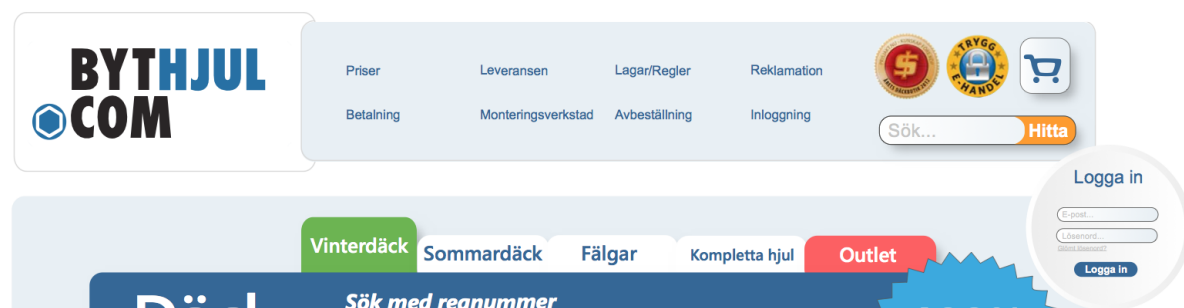 BYTHJUL
.COM
Priser
Leveransen
Lagar/Regler
Reklamation
Betalning
Monteringsverkstad
Avbeställning
Inloggning
TRYGG
E-HANDEL
Sök...
Hitta
Logga in
E-post...
Lösenord...
Glömt lösenord?
Logga in
Vinterdäck
Sommardäck
Fälgar
Kompletta hjul
Outlet
Sök med regnummer